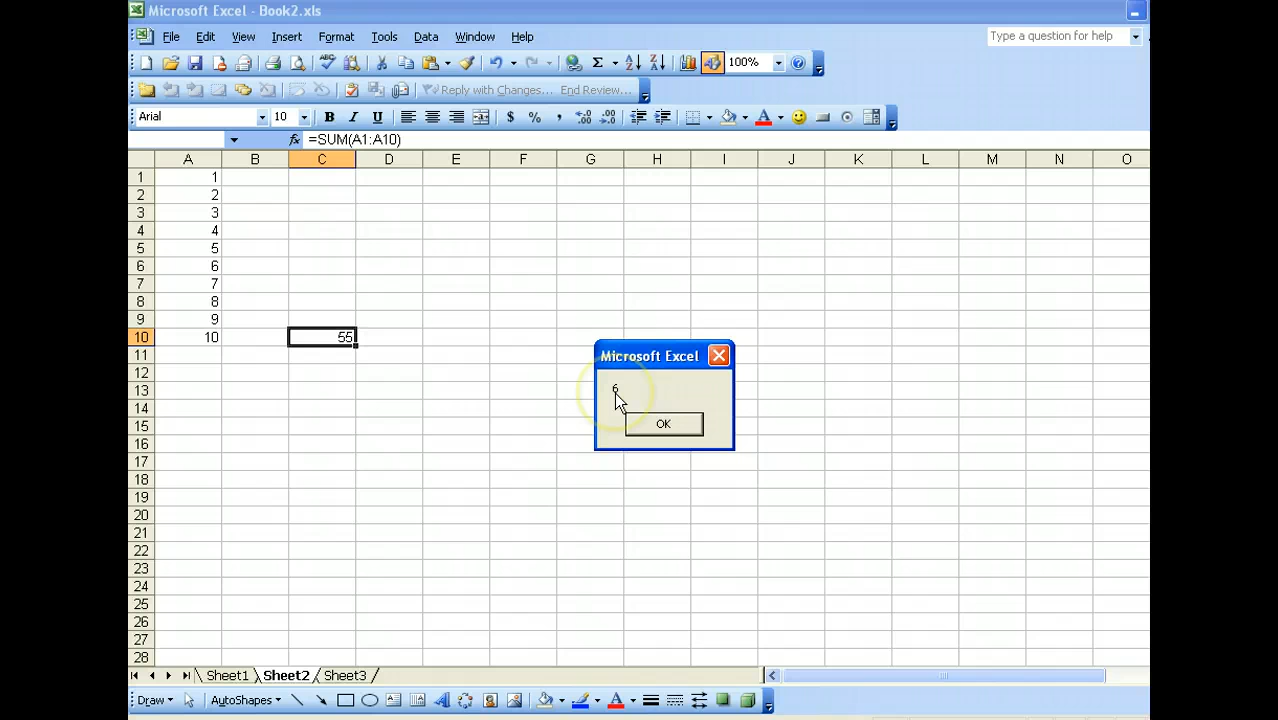 Microsoft Excel - Book2.xls
File Edit View Insert Format Tools Data Window Help Type a question for help
100%
Reply with Changes... End Review...
Arial 10 B I U $ % ,
fx =SUM(A1:A10)
A B C D E F G H I J K L M N O
1 1
2 2
3 3
4 4
5 5
6 6
7 7
8 8
9 9
10 10 55
11
12
13
14
15
16
17
18
19
20
21
22
23
24
25
26
27
28
Microsoft Excel
6
OK
Sheet1 Sheet2 Sheet3
Draw AutoShapes